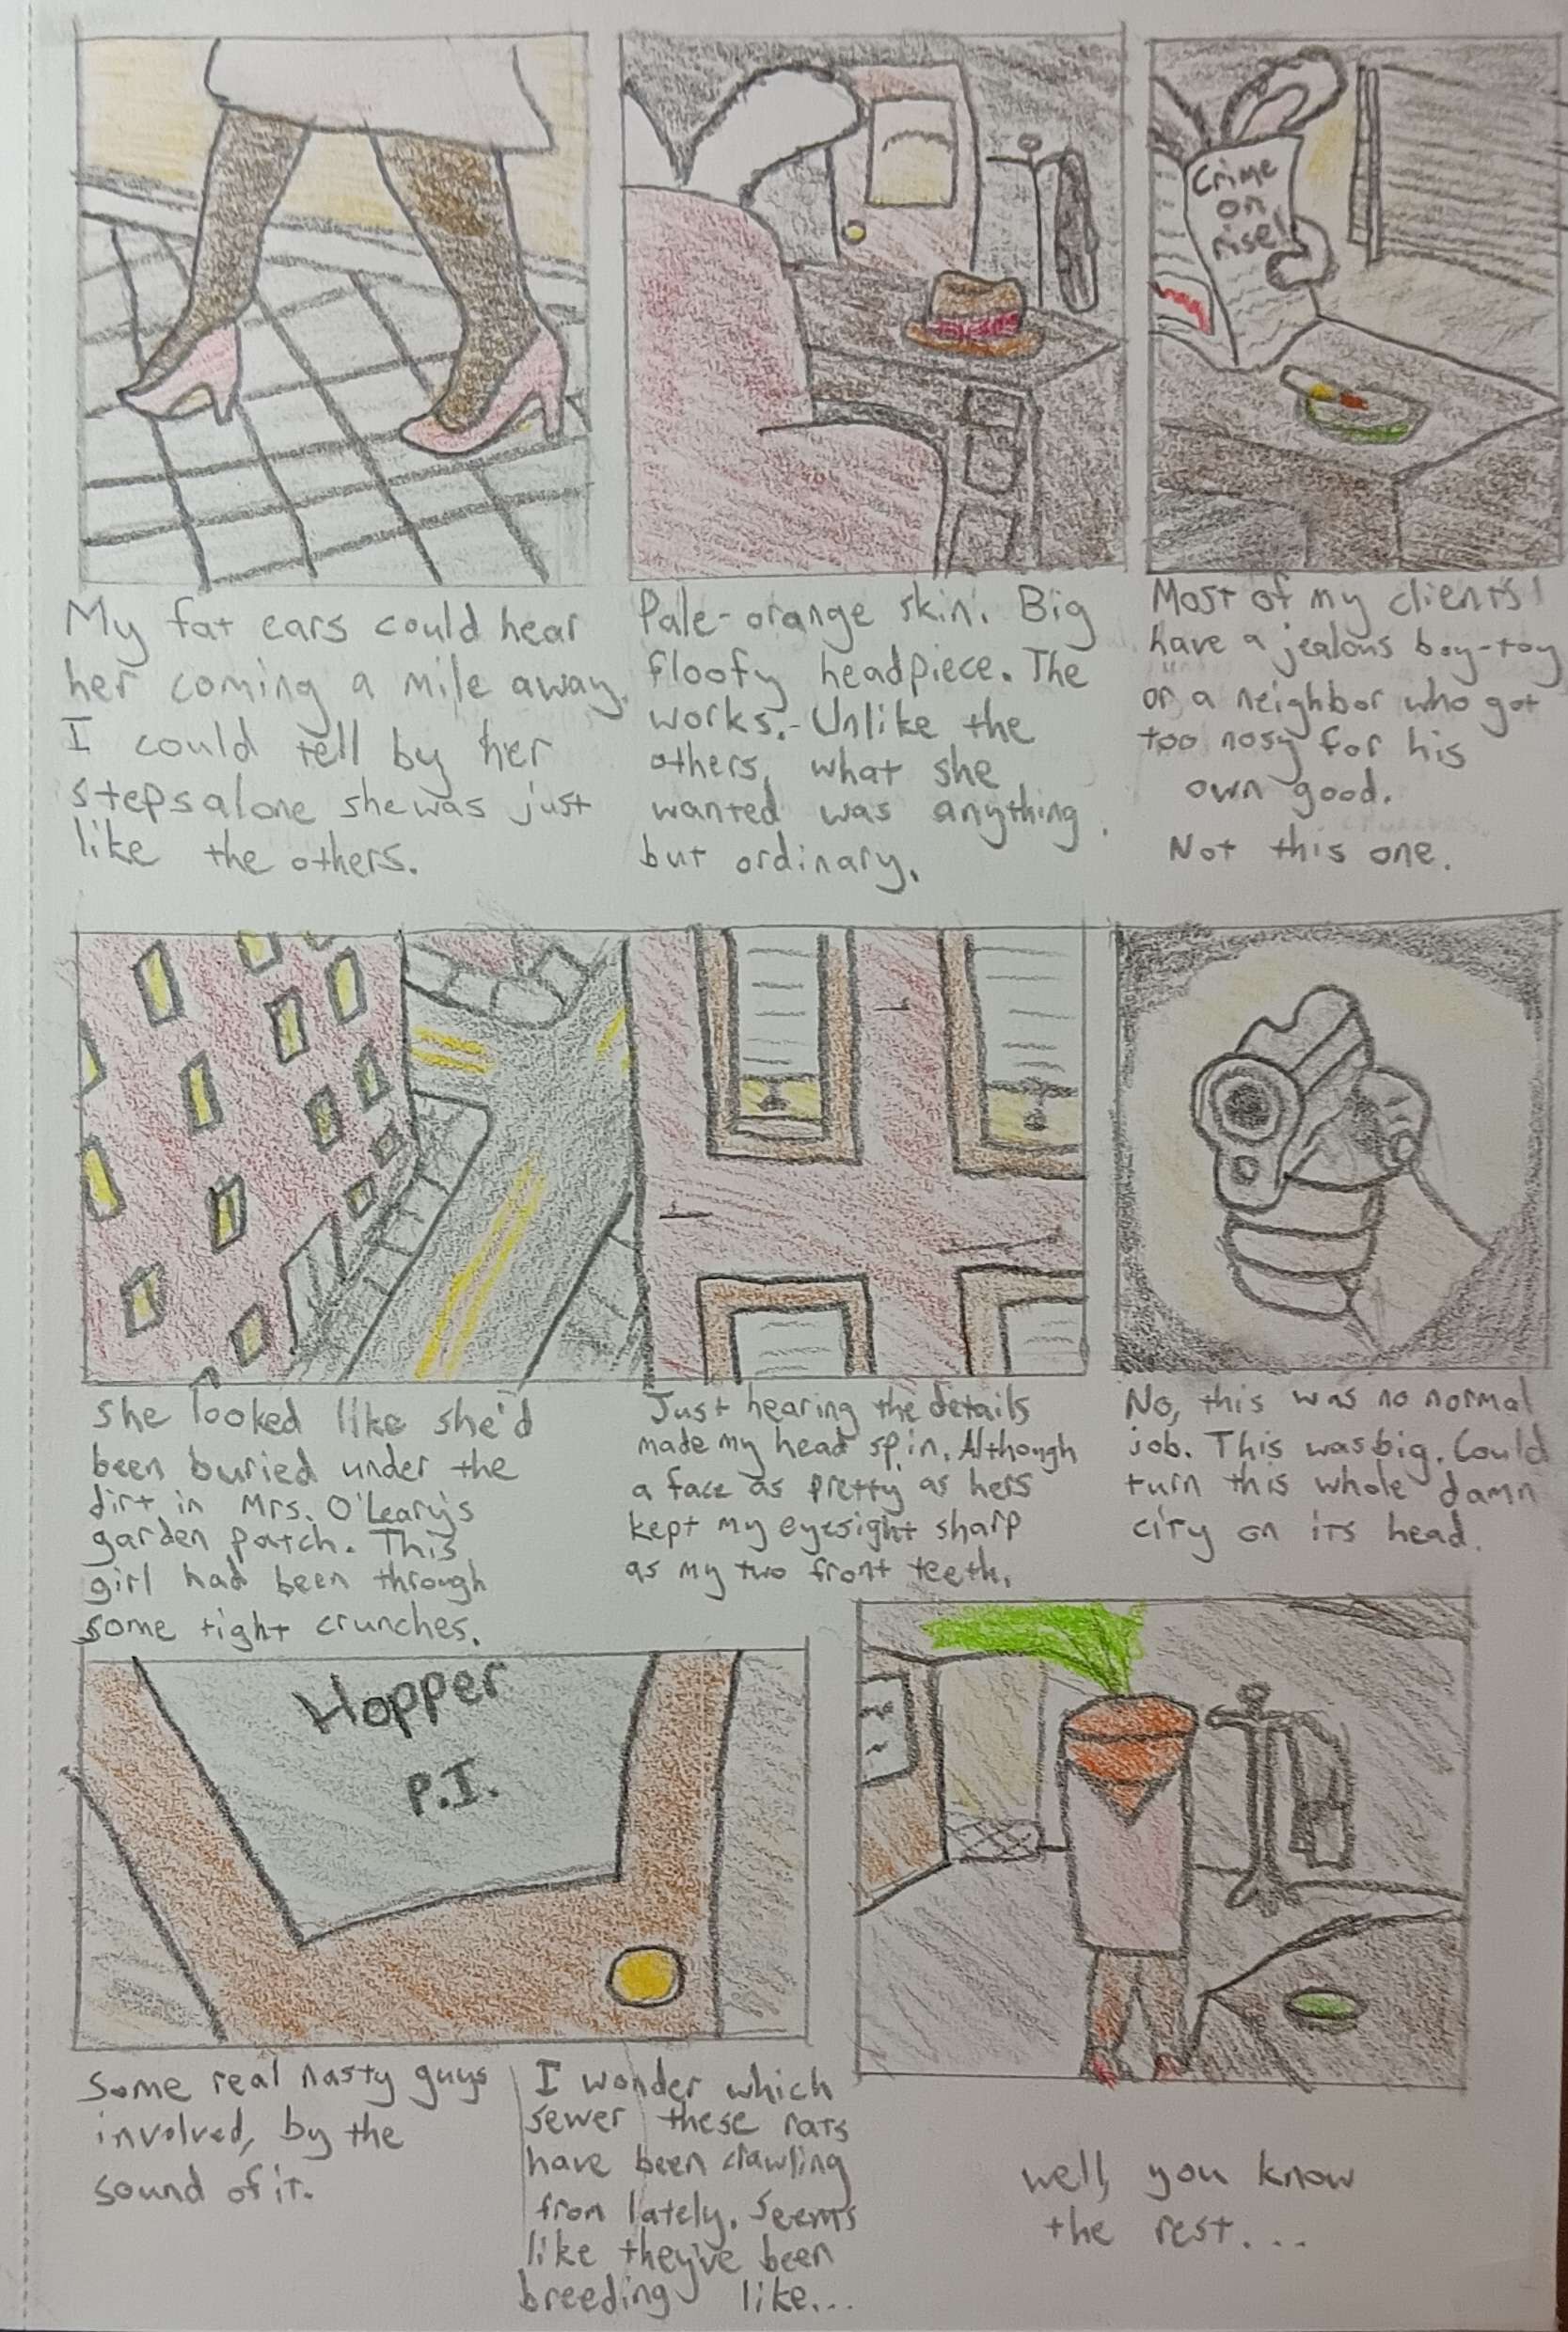 Crime
on
rise!
My fat ears could hear
her coming a mile away.
I could tell by her
steps alone she was just
like the others.
Pale-orange skin. Big
floofy headpiece. The
works. Unlike the
others, what she
wanted was anything
but ordinary.
Most of my clients
have a jealous boy-toy
or a neighbor who got
too nosy for his
own good.
Not this one.
She looked like she'd
been buried under the
dirt in Mrs. O'Leary's
garden patch. This
girl had been through
some tight crunches.
Just hearing the details
made my head spin. Although
a face as pretty as hers
kept my eyesight sharp
as my two front teeth.
No, this was no normal
job. This was big. Could
turn this whole damn
city on its head.
Hopper
P.I.
Some real nasty guys
involved, by the
sound of it.
I wonder which
sewer these rats
have been crawling
from lately. Seems
like they've been
breeding like...
well, you know
the rest....